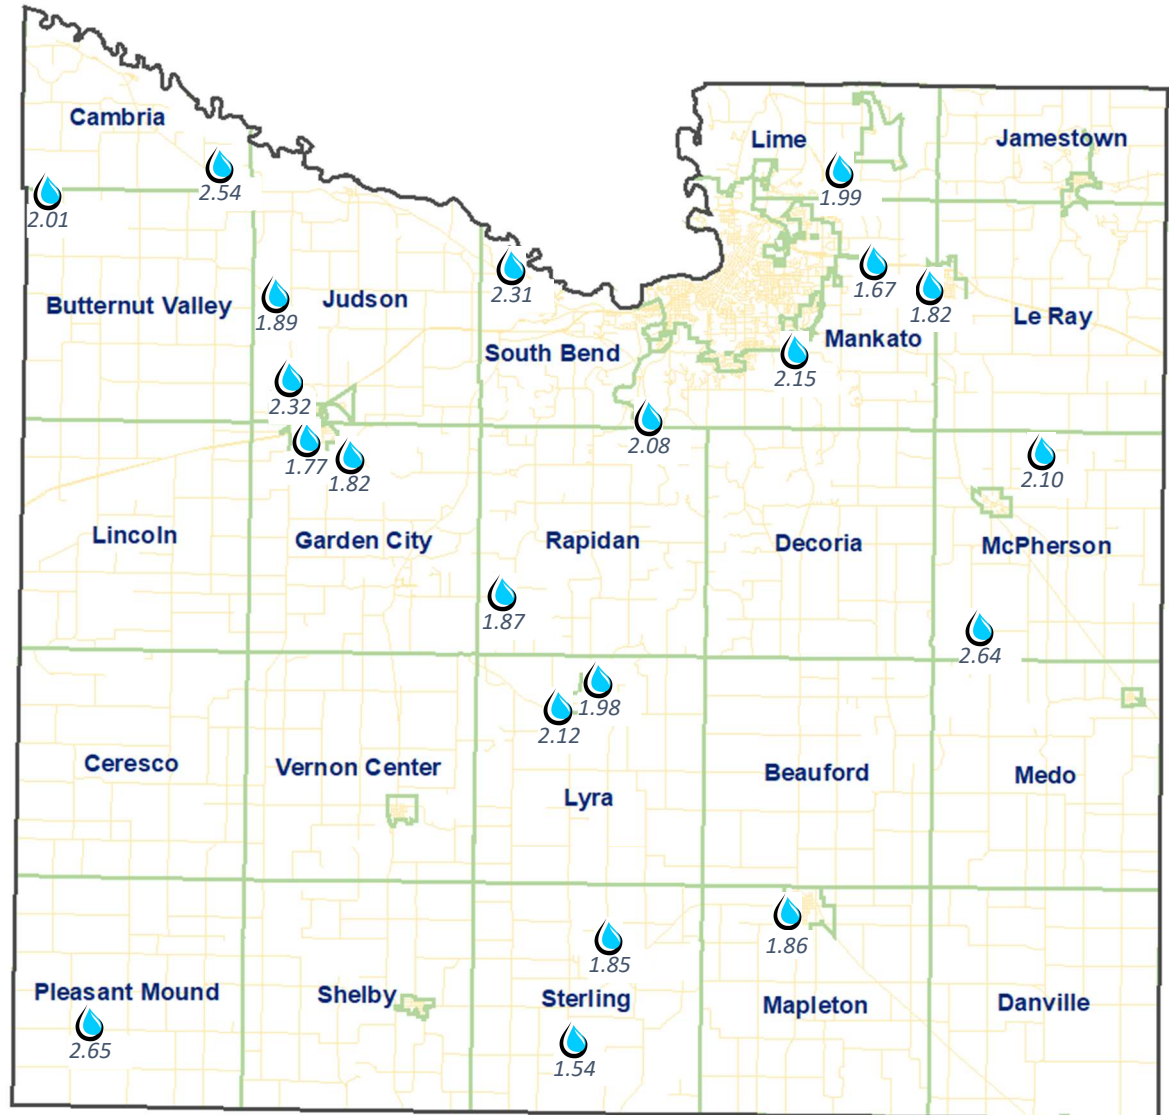 Cambria
Lime
Jamestown
2.54
1.99
2.01
1.67
2.31
Butternut Valley
Judson
1.82
Le Ray
1.89
Mankato
South Bend
2.15
2.32
2.08
1.77
1.82
2.10
Lincoln
Garden City
Rapidan
Decoria
McPherson
1.87
2.64
1.98
2.12
Ceresco
Vernon Center
Beauford
Medo
Lyra
1.86
1.85
Pleasant Mound
Shelby
Sterling
Mapleton
Danville
2.65
1.54